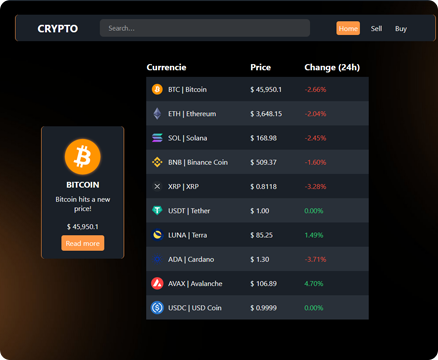 CRYPTO Search... Home Sell Buy
Currencie Price Change (24h)
BTC | Bitcoin $ 45,950.1 -2.66%
ETH | Ethereum $ 3,648.15 -2.04%
SOL | Solana $ 168.98 -2.45%
BNB | Binance Coin $ 509.37 -1.60%
XRP | XRP $ 0.8118 -3.28%
USDT | Tether $ 1.00 0.00%
LUNA | Terra $ 85.25 1.49%
ADA | Cardano $ 1.30 -3.71%
AVAX | Avalanche $ 106.89 4.70%
USDC | USD Coin $ 0.9999 0.00%
BITCOIN
Bitcoin hits a new
price!
$ 45,950.1
Read more